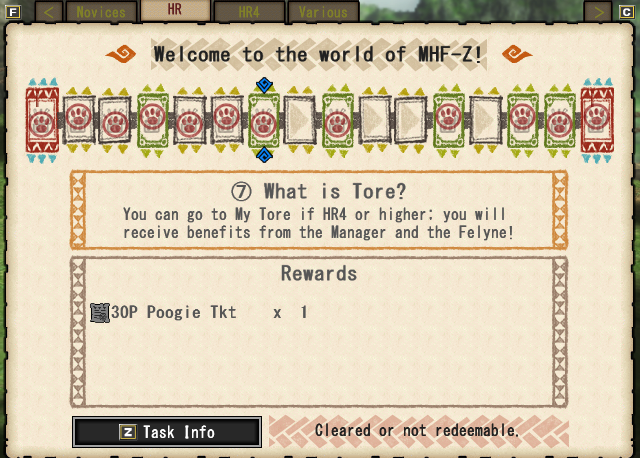 F < Novices HR HR4 Various > C
Welcome to the world of MHF-Z!
⑦ What is Tore?
You can go to My Tore if HR4 or higher: you will
receive benefits from the Manager and the Felyne!
Rewards
30P Poogie Tkt x 1
Z Task Info
Cleared or not redeemable.